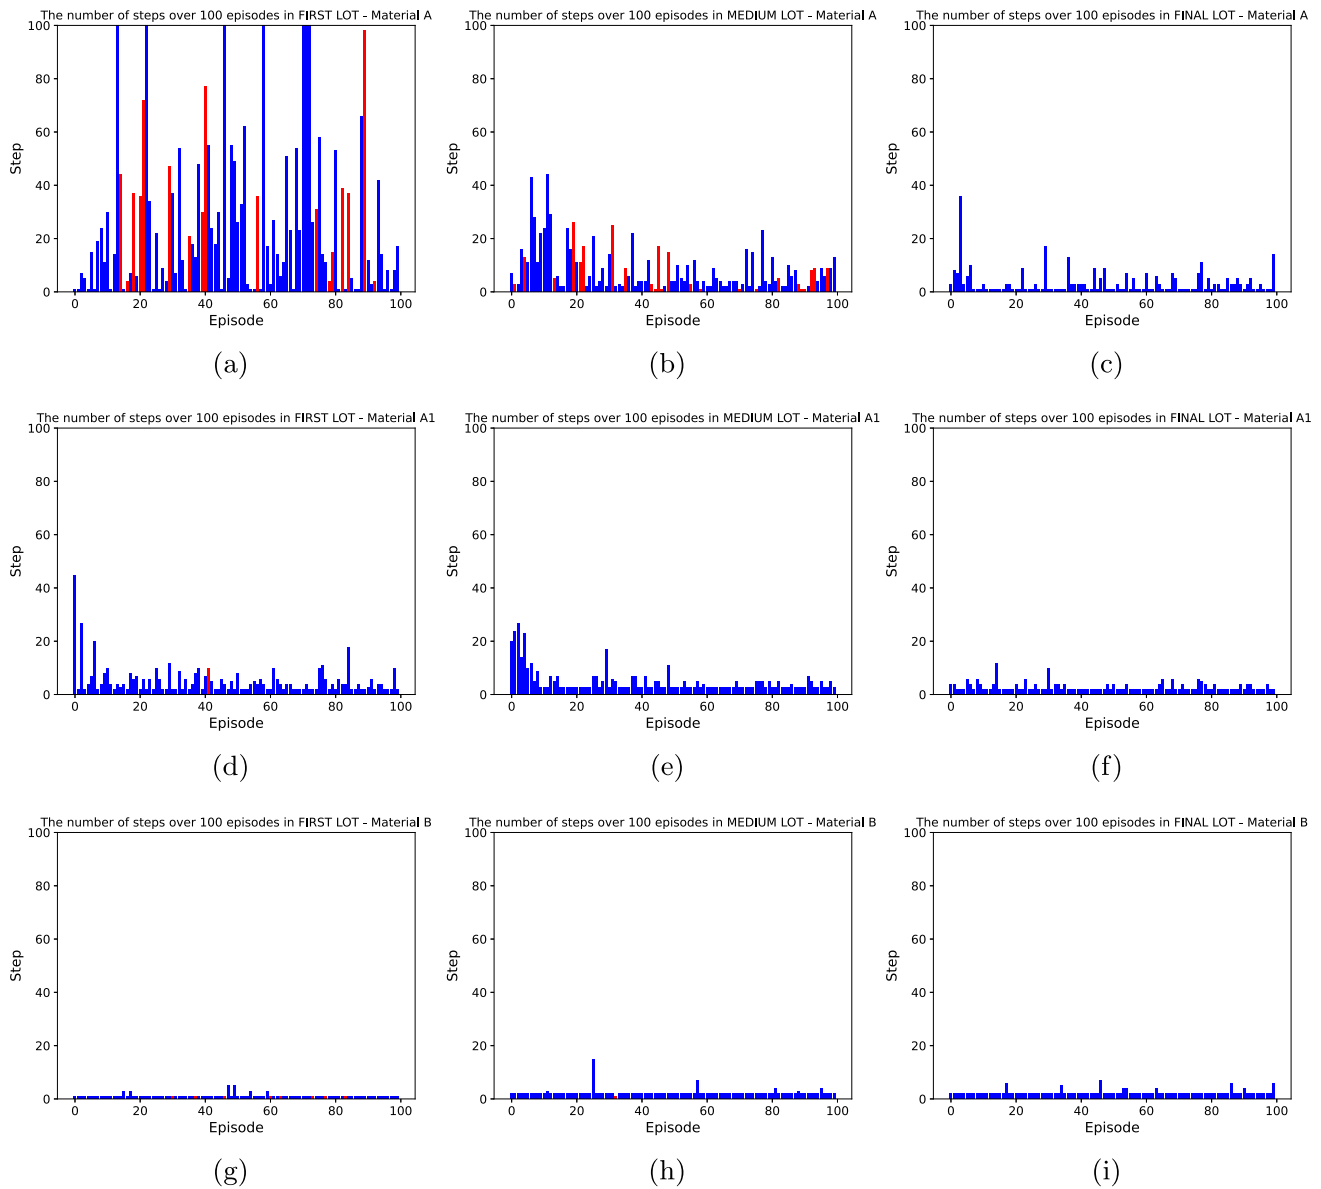 The number of steps over 100 episodes in FIRST LOT - Material A
100
80
60
40
20
0
Step
0 20 40 60 80 100
Episode
(a)
The number of steps over 100 episodes in MEDIUM LOT - Material A
100
80
60
40
20
0
Step
0 20 40 60 80 100
Episode
(b)
The number of steps over 100 episodes in FINAL LOT - Material A
100
80
60
40
20
0
Step
0 20 40 60 80 100
Episode
(c)
The number of steps over 100 episodes in FIRST LOT - Material A1
100
80
60
40
20
0
Step
0 20 40 60 80 100
Episode
(d)
The number of steps over 100 episodes in MEDIUM LOT - Material A1
100
80
60
40
20
0
Step
0 20 40 60 80 100
Episode
(e)
The number of steps over 100 episodes in FINAL LOT - Material A1
100
80
60
40
20
0
Step
0 20 40 60 80 100
Episode
(f)
The number of steps over 100 episodes in FIRST LOT - Material B
100
80
60
40
20
0
Step
0 20 40 60 80 100
Episode
(g)
The number of steps over 100 episodes in MEDIUM LOT - Material B
100
80
60
40
20
0
Step
0 20 40 60 80 100
Episode
(h)
The number of steps over 100 episodes in FINAL LOT - Material B
100
80
60
40
20
0
Step
0 20 40 60 80 100
Episode
(i)